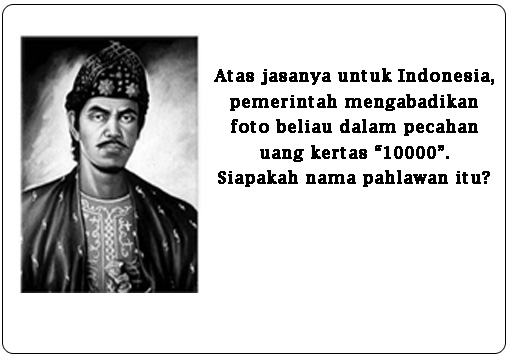 Atas jasanya untuk Indonesia,
pemerintah mengabadikan
foto beliau dalam pecahan
uang kertas “10000”.
Siapakah nama pahlawan itu?